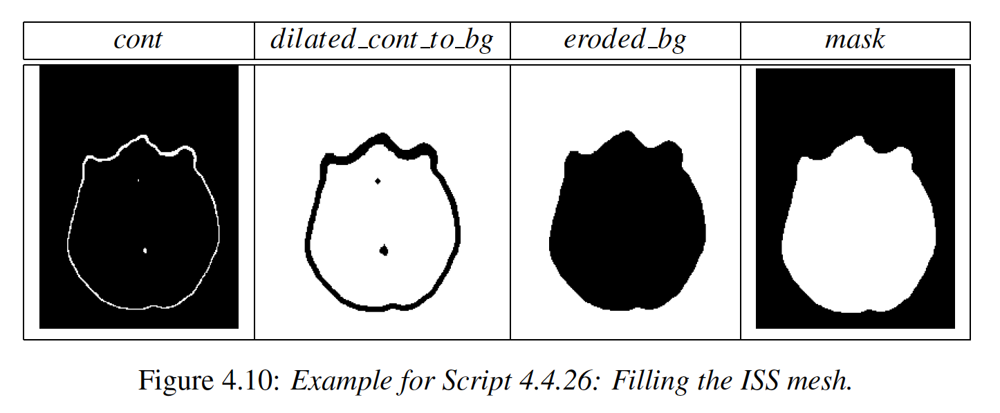 cont dilated_cont_to_bg eroded_bg mask
Figure 4.10: Example for Script 4.4.26: Filling the ISS mesh.